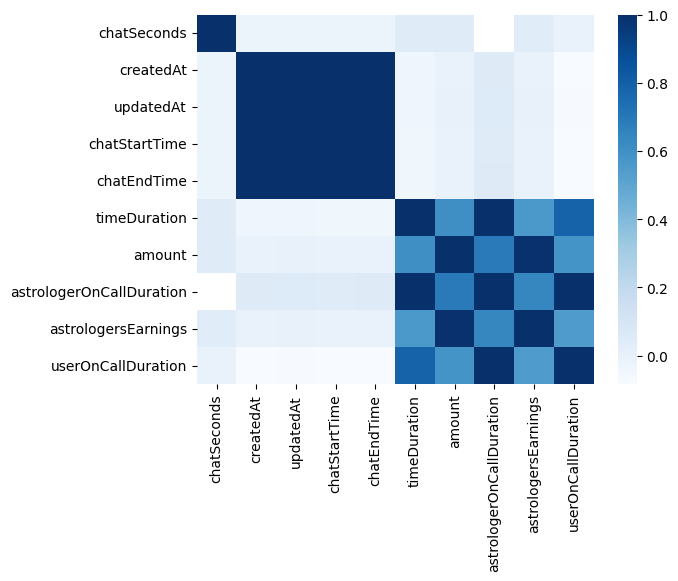 chatSeconds
createdAt
updatedAt
chatStartTime
chatEndTime
timeDuration
amount
astrologerOnCallDuration
astrologersEarnings
userOnCallDuration
chatSeconds
createdAt
updatedAt
chatStartTime
chatEndTime
timeDuration
amount
astrologerOnCallDuration
astrologersEarnings
userOnCallDuration
1.0
0.8
0.6
0.4
0.2
0.0